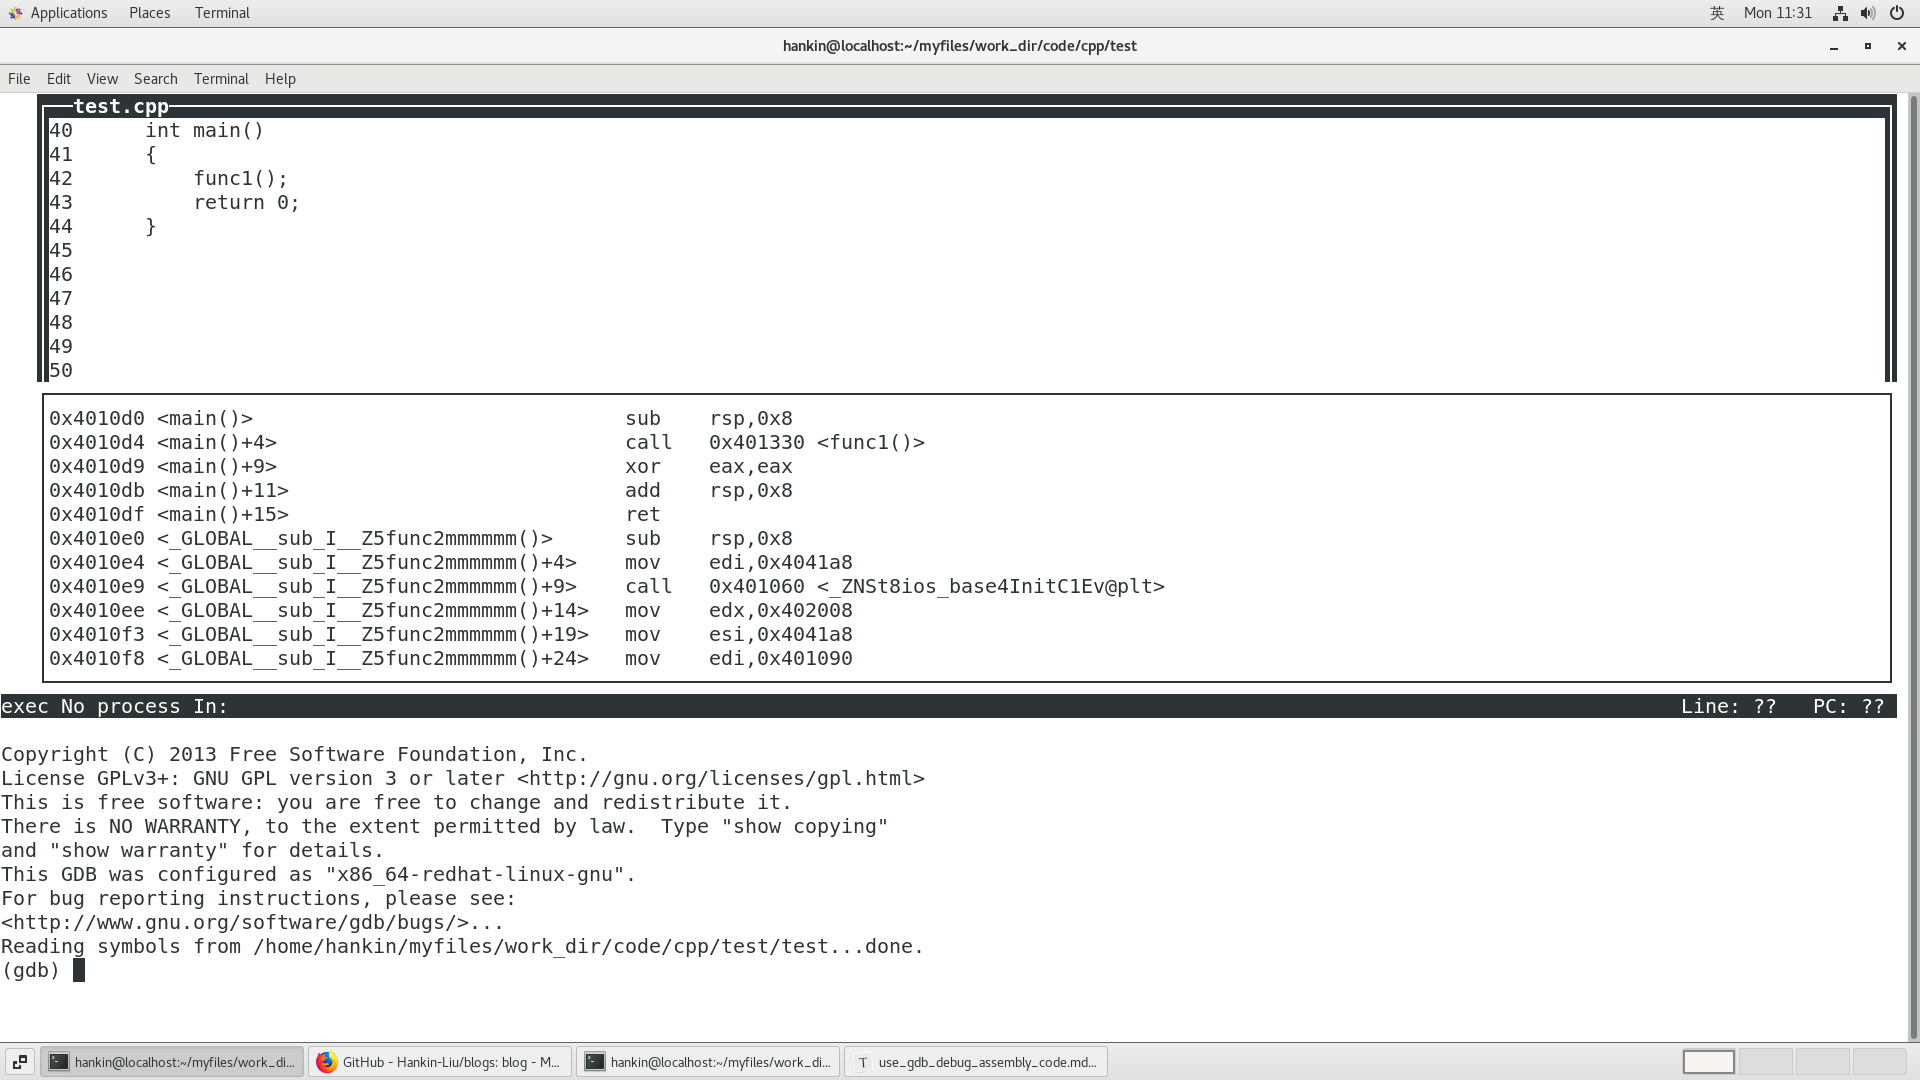 Applications Places Terminal 英 Mon 11:31
hankin@localhost:~/myfiles/work_dir/code/cpp/test
File Edit View Search Terminal Help
test.cpp
40      int main()
41      {
42          func1();
43          return 0;
44      }
45
46
47
48
49
50
0x4010d0 <main()>                               sub    rsp,0x8
0x4010d4 <main()+4>                             call   0x401330 <func1()>
0x4010d9 <main()+9>                             xor    eax,eax
0x4010db <main()+11>                            add    rsp,0x8
0x4010df <main()+15>                            ret
0x4010e0 <_GLOBAL__sub_I__Z5func2mmmmmm()>      sub    rsp,0x8
0x4010e4 <_GLOBAL__sub_I__Z5func2mmmmmm()+4>    mov    edi,0x4041a8
0x4010e9 <_GLOBAL__sub_I__Z5func2mmmmmm()+9>    call   0x401060 <_ZNSt8ios_base4InitC1Ev@plt>
0x4010ee <_GLOBAL__sub_I__Z5func2mmmmmm()+14>   mov    edx,0x402008
0x4010f3 <_GLOBAL__sub_I__Z5func2mmmmmm()+19>   mov    esi,0x4041a8
0x4010f8 <_GLOBAL__sub_I__Z5func2mmmmmm()+24>   mov    edi,0x401090
exec No process In: Line: ?? PC: ??
Copyright (C) 2013 Free Software Foundation, Inc.
License GPLv3+: GNU GPL version 3 or later <http://gnu.org/licenses/gpl.html>
This is free software: you are free to change and redistribute it.
There is NO WARRANTY, to the extent permitted by law.  Type "show copying"
and "show warranty" for details.
This GDB was configured as "x86_64-redhat-linux-gnu".
For bug reporting instructions, please see:
<http://www.gnu.org/software/gdb/bugs/>...
Reading symbols from /home/hankin/myfiles/work_dir/code/cpp/test/test...done.
(gdb)
hankin@localhost:~/myfiles/work_di... GitHub - Hankin-Liu/blogs: blog - M... hankin@localhost:~/myfiles/work_di... T use_gdb_debug_assembly_code.md...